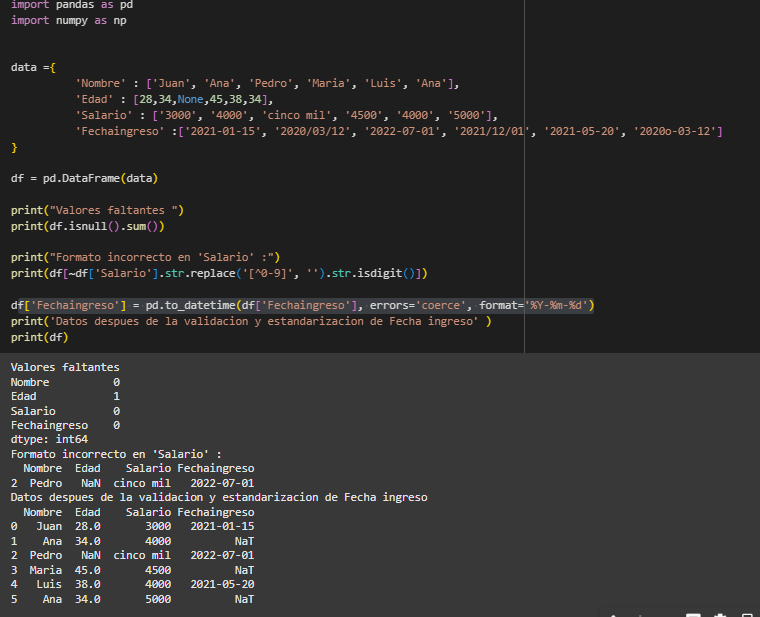 import pandas as pd
import numpy as np
data ={
'Nombre' : ['Juan', 'Ana', 'Pedro', 'Maria', 'Luis', 'Ana'],
'Edad' : [28,34,None,45,38,34],
'Salario' : ['3000', '4000', 'cinco mil', '4500', '4000', '5000'],
'Fechaingreso' :['2021-01-15', '2020/03/12', '2022-07-01', '2021/12/01', '2021-05-20', '2020o-03-12']
}
df = pd.DataFrame(data)
print("Valores faltantes ")
print(df.isnull().sum())
print("Formato incorrecto en 'Salario' :")
print(df[~df['Salario'].str.replace('[^0-9]', '').str.isdigit()])
df['Fechaingreso'] = pd.to_datetime(df['Fechaingreso'], errors='coerce', format='%Y-%m-%d')
print('Datos despues de la validacion y estandarizacion de Fecha ingreso' )
print(df)
Valores faltantes
Nombre 0
Edad 1
Salario 0
Fechaingreso 0
dtype: int64
Formato incorrecto en 'Salario' :
Nombre Edad Salario Fechaingreso
2 Pedro NaN cinco mil 2022-07-01
Datos despues de la validacion y estandarizacion de Fecha ingreso
Nombre Edad Salario Fechaingreso
0 Juan 28.0 3000 2021-01-15
1 Ana 34.0 4000 NaT
2 Pedro NaN cinco mil 2022-07-01
3 Maria 45.0 4500 NaT
4 Luis 38.0 4000 2021-05-20
5 Ana 34.0 5000 NaT